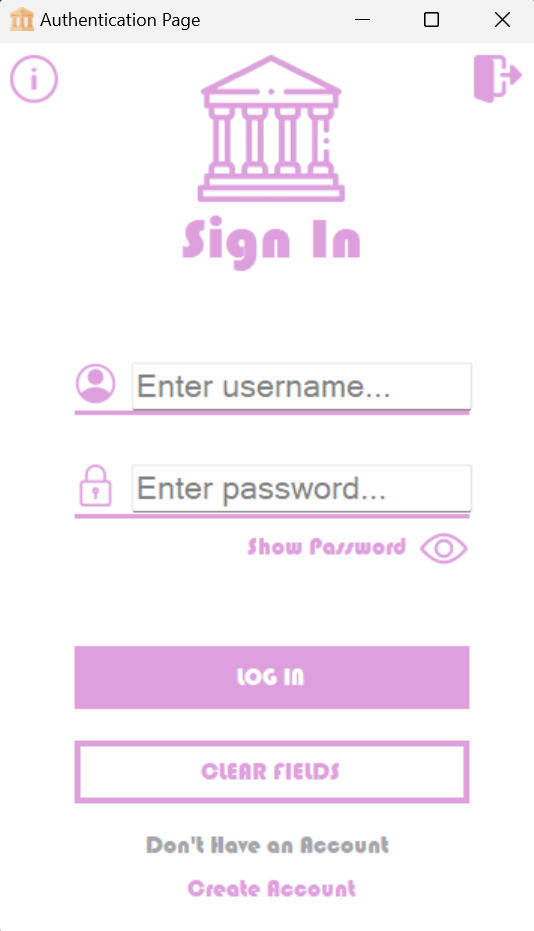 Authentication Page
Sign In
Enter username...
Enter password...
Show Password
LOG IN
CLEAR FIELDS
Don't Have an Account
Create Account